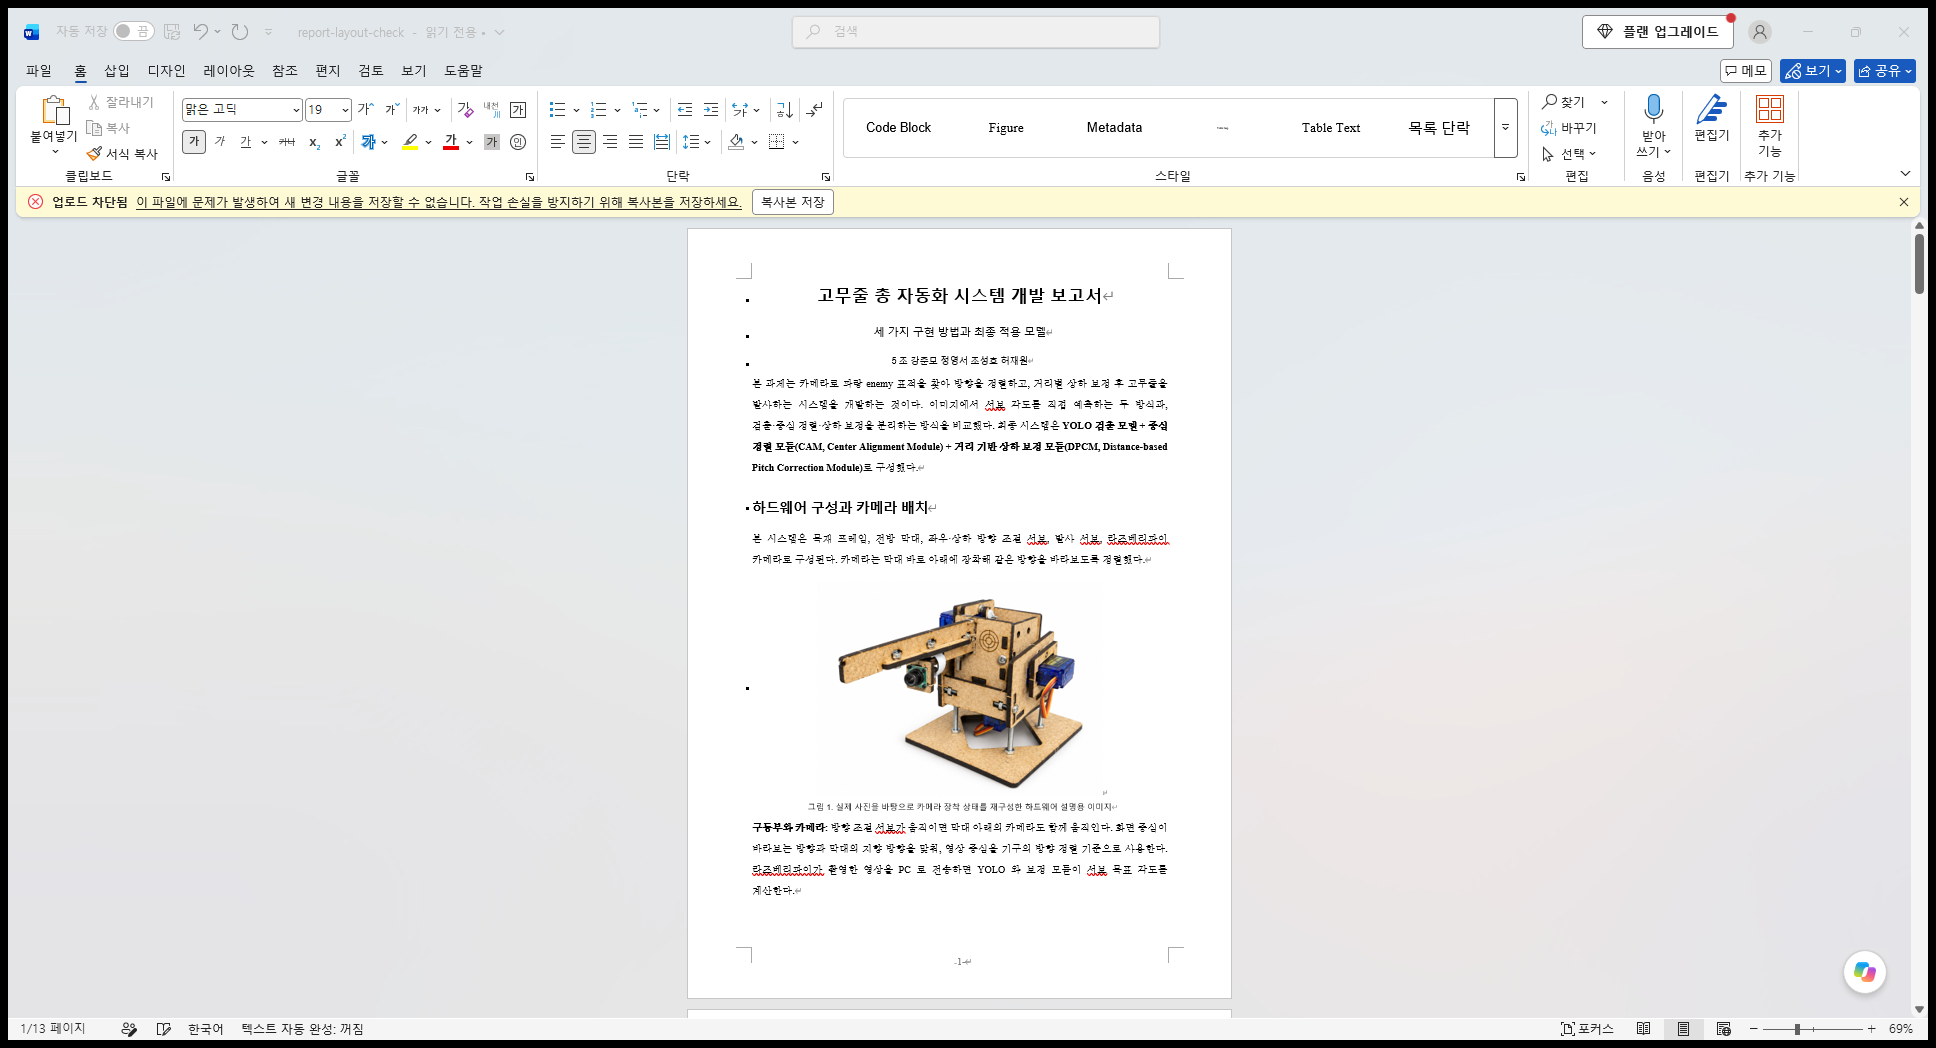 자동 저장 끔 report-layout-check - 읽기 전용 • 검색 플랜 업그레이드
파일 홈 삽입 디자인 레이아웃 참조 편지 검토 보기 도움말 메모 보기 공유
붙여넣기 잘라내기 복사 서식 복사 클립보드
맑은 고딕 19 가 가 가가 가 내천 가
가 가 가 카나 x₂ x² 가 가 가 글꼴
단락
Code Block Figure Metadata Table Text 목록 단락 스타일
찾기 바꾸기 선택 편집
받아 쓰기 음성
편집기 편집기
추가 기능 추가 기능
업로드 차단됨 이 파일에 문제가 발생하여 새 변경 내용을 저장할 수 없습니다. 작업 손실을 방지하기 위해 복사본을 저장하세요. 복사본 저장
고무줄 총 자동화 시스템 개발 보고서
세 가지 구현 방법과 최종 적용 모델
5 조 강준모 정영서 조성호 허재원
본 과제는 카메라로 파랑 enemy 표적을 찾아 방향을 정렬하고, 거리별 상하 보정 후 고무줄을
발사하는 시스템을 개발하는 것이다. 이미지에서 서보 각도를 직접 예측하는 두 방식과,
검출·중심 정렬·상하 보정을 분리하는 방식을 비교했다. 최종 시스템은 YOLO 검출 모델 + 중심
정렬 모듈(CAM, Center Alignment Module) + 거리 기반 상하 보정 모듈(DPCM, Distance-based
Pitch Correction Module)로 구성했다.
하드웨어 구성과 카메라 배치
본 시스템은 목재 프레임, 전방 막대, 좌우·상하 방향 조절 서보, 발사 서보, 라즈베리파이
카메라로 구성된다. 카메라는 막대 바로 아래에 장착해 같은 방향을 바라보도록 정렬했다.
그림 1. 실제 사진을 바탕으로 카메라 장착 상태를 재구성한 하드웨어 설명용 이미지
구동부와 카메라: 방향 조절 서보가 움직이면 막대 아래의 카메라도 함께 움직인다. 화면 중심이
바라보는 방향과 막대의 지향 방향을 맞춰, 영상 중심을 기구의 방향 정렬 기준으로 사용한다.
라즈베리파이가 촬영한 영상을 PC 로 전송하면 YOLO 와 보정 모듈이 서보 목표 각도를
계산한다.
-1-
1/13 페이지 한국어 텍스트 자동 완성: 꺼짐 포커스 69%